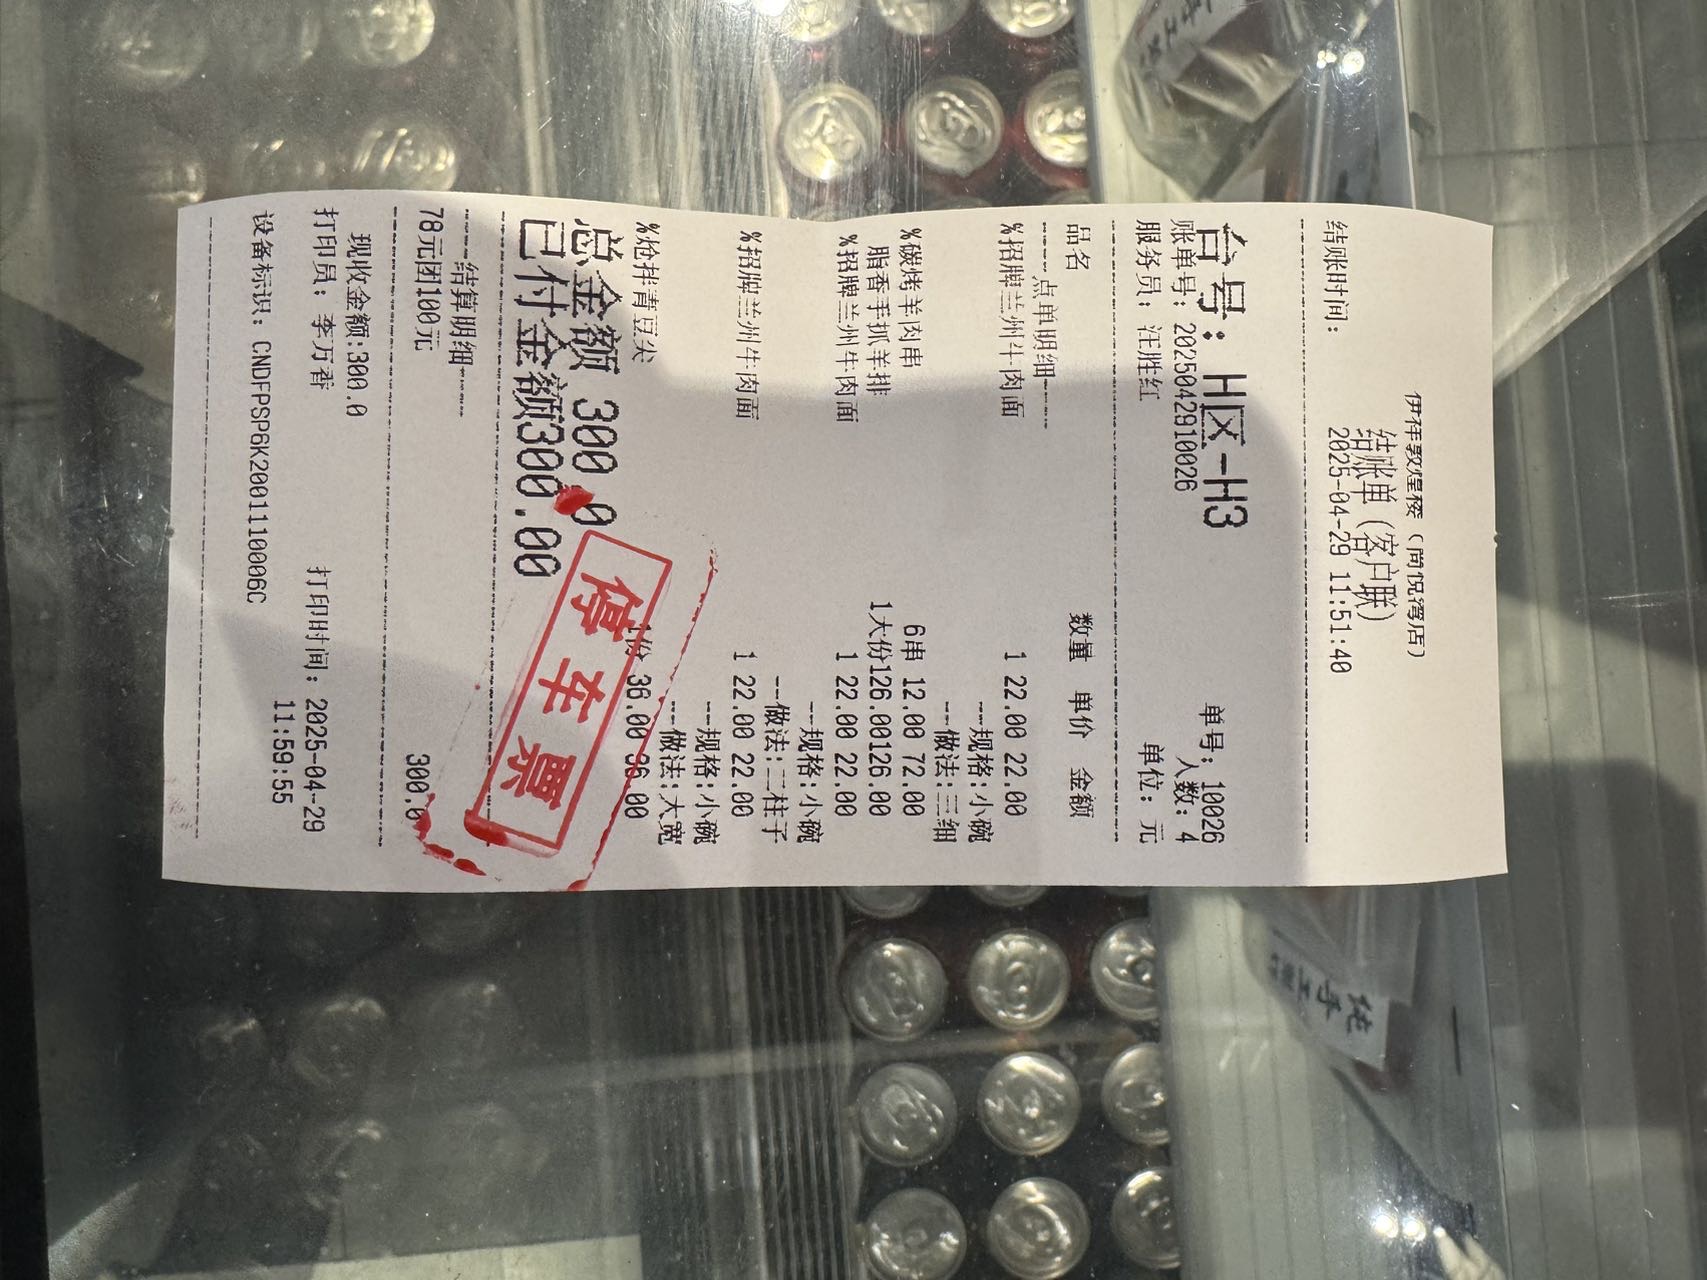 伊祥敦煌楼（尚悦湾店）
结账单(客户联)
结账时间： 2025-04-29 11:51:40
台号：H区-H3
单号：10026
账单号：2025042910026 人数：4
服务员：汪胜红 单位：元
----点单明细----
品名 数量 单价 金额
%招牌兰州牛肉面 1 22.00 22.00
--规格:小碗
--做法:三细
%碳烤羊肉串 6串 12.00 72.00
脂香手抓羊排 1大份126.00126.00
%招牌兰州牛肉面 1 22.00 22.00
--规格:小碗
--做法:二柱子
%招牌兰州牛肉面 1 22.00 22.00
--规格:小碗
--做法:大宽
%炝拌青豆尖 1份 36.00 36.00
总金额 300.0
已付金额300.00
停车票
----结算明细----
78元团100元 300.0
现收金额:300.0
打印员：李万香 打印时间：2025-04-29
11:59:55
设备标识：CNDFPSP6K2001110006C